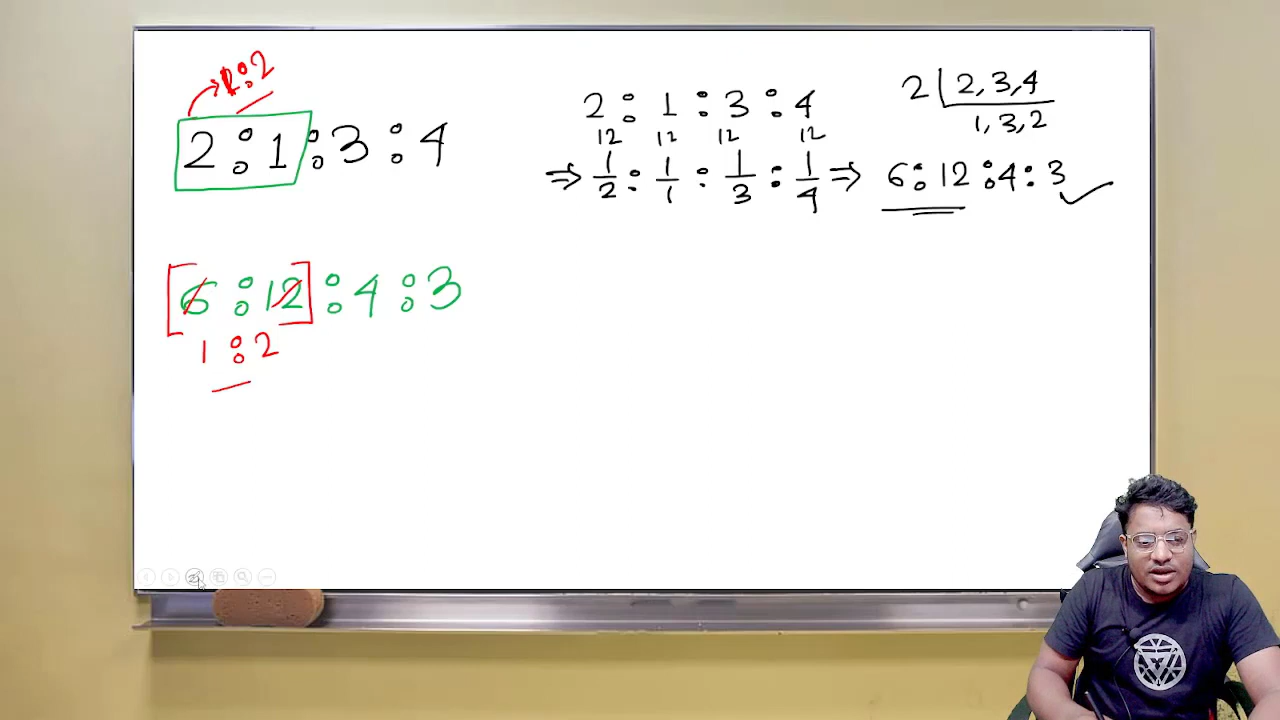 1:2
2:1:3:4
[6:12]:4:3
1:2
2:1:3:4
12 12 12 12
⇒ 1/2 : 1/1 : 1/3 : 1/4 ⇒ 6:12:4:3 ✓
2 | 2, 3, 4
1, 3, 2